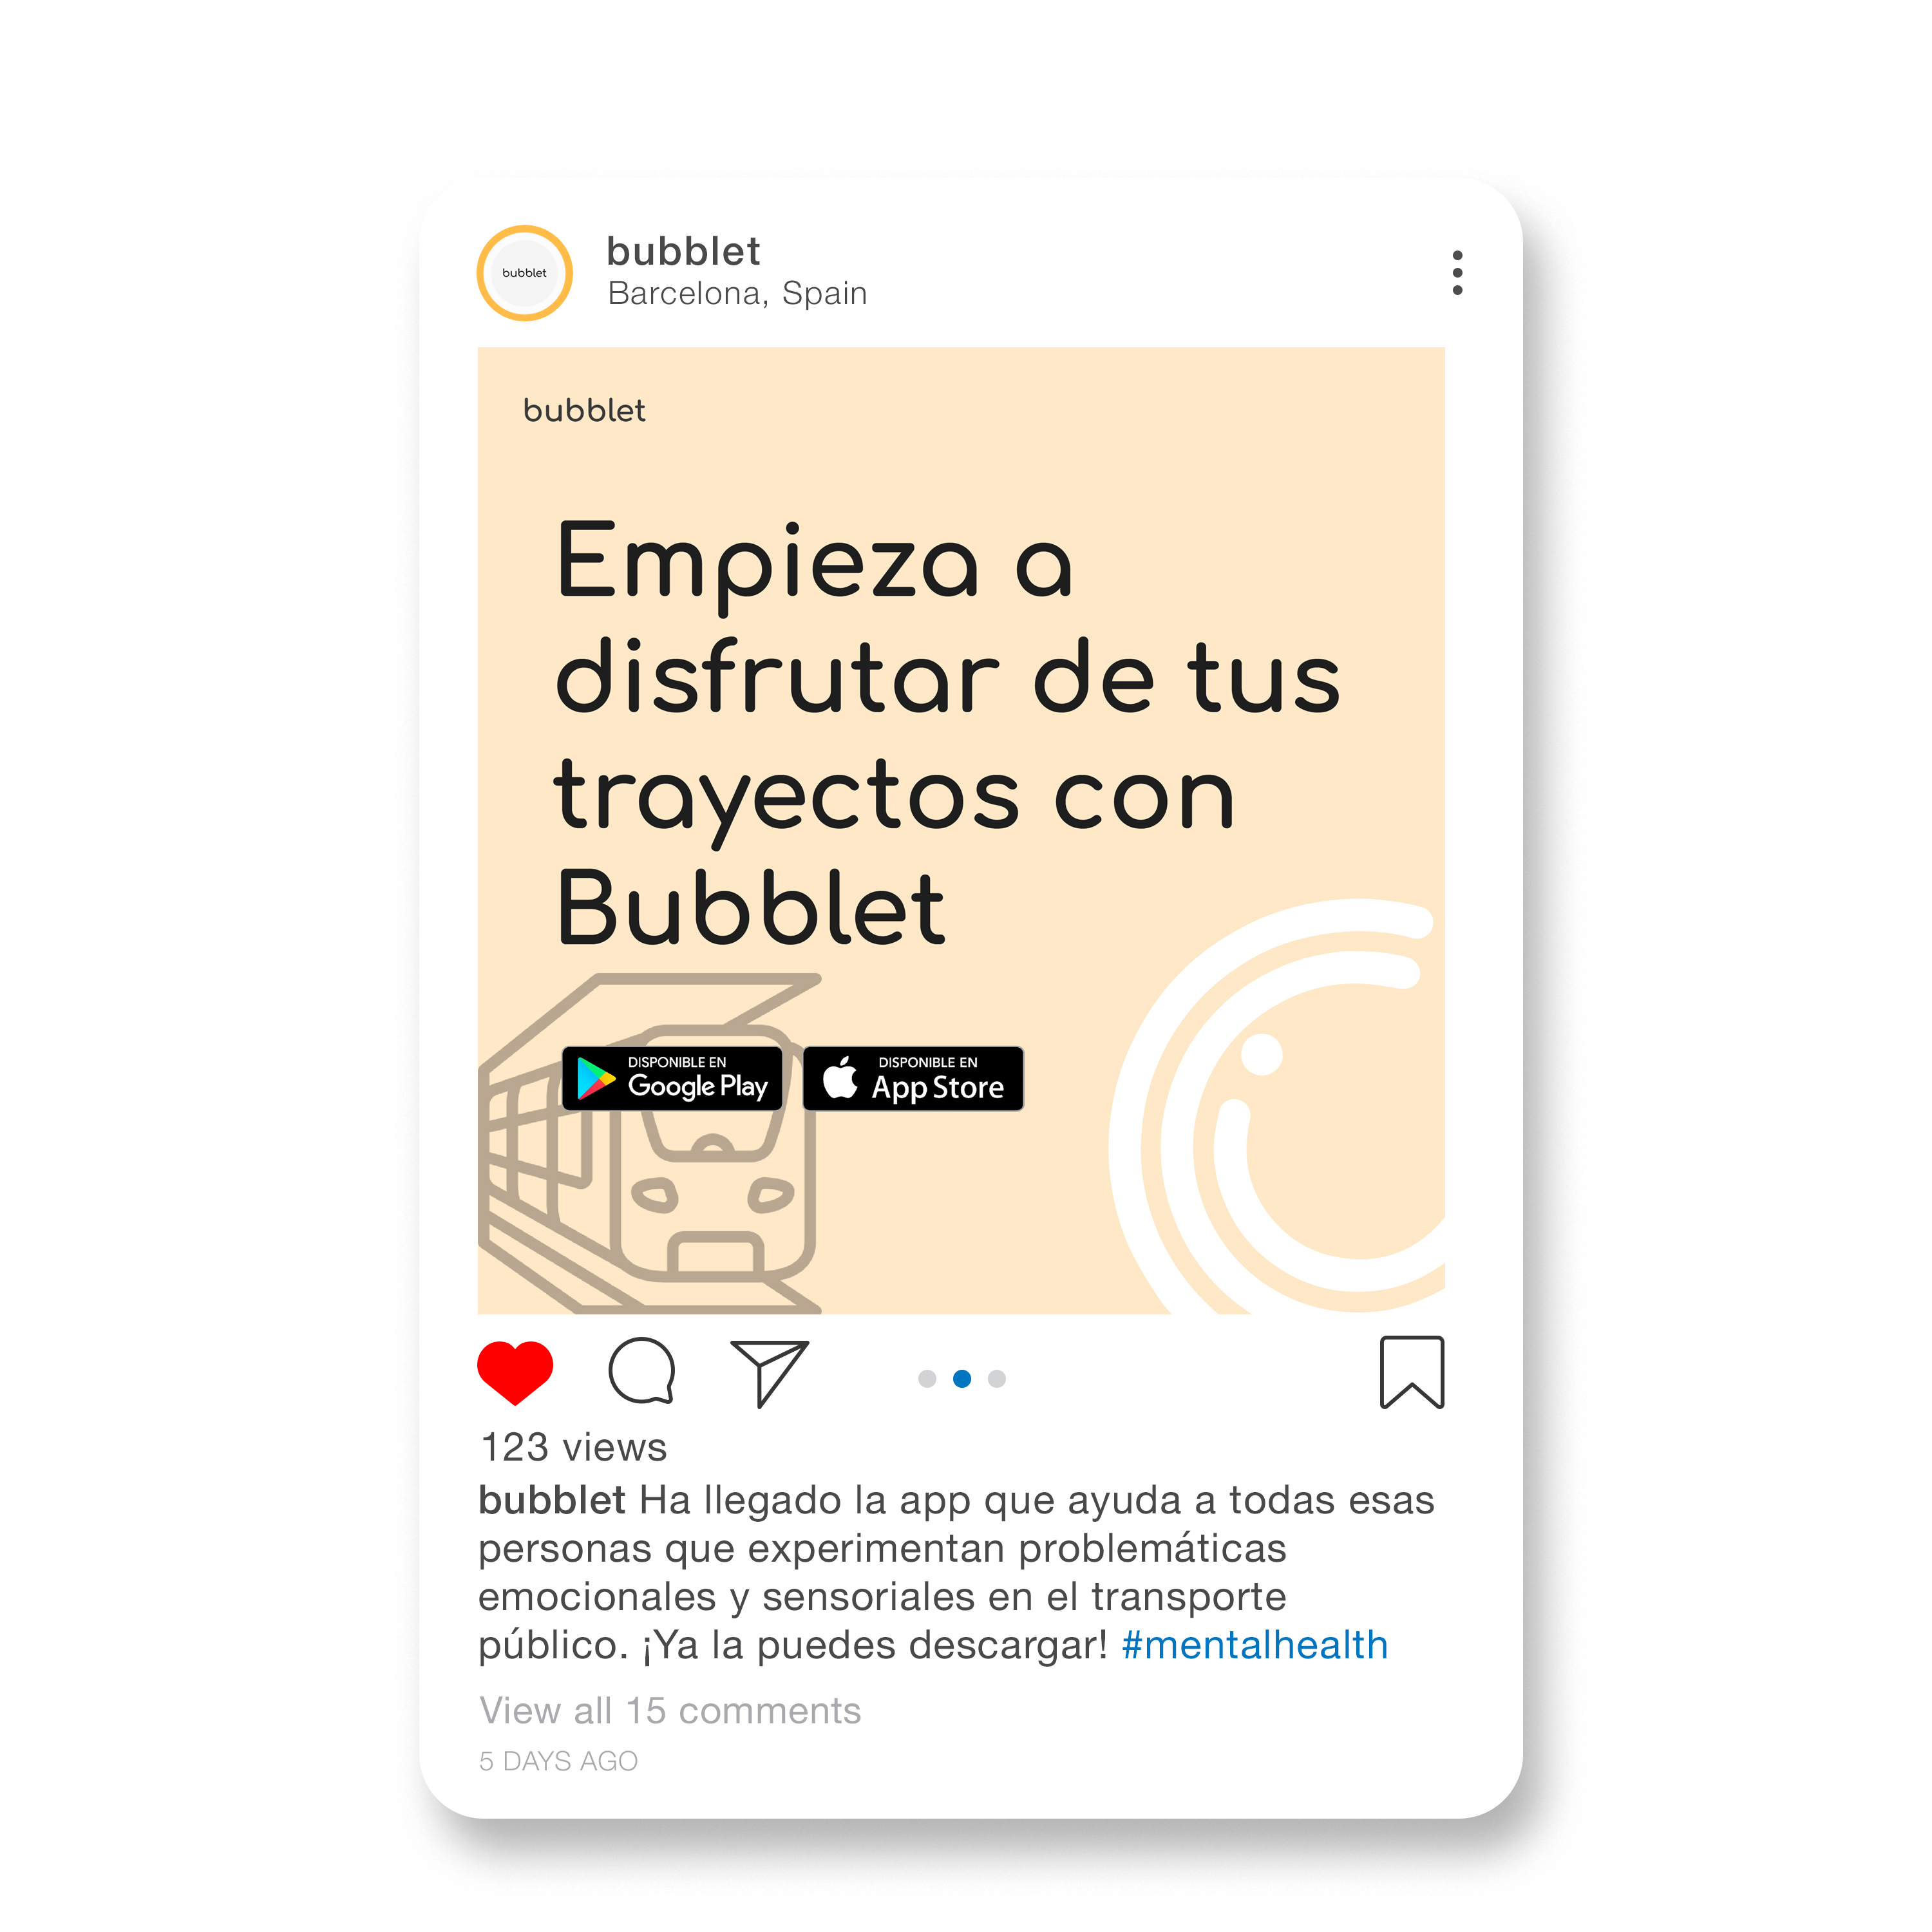 bubblet
bubblet
Barcelona, Spain
bubblet
Empieza a
disfrutar de tus
trayectos con
Bubblet
DISPONIBLE EN
Google Play
DISPONIBLE EN
App Store
123 views
bubblet Ha llegado la app que ayuda a todas esas
personas que experimentan problemáticas
emocionales y sensoriales en el transporte
público. ¡Ya la puedes descargar! #mentalhealth
View all 15 comments
5 DAYS AGO